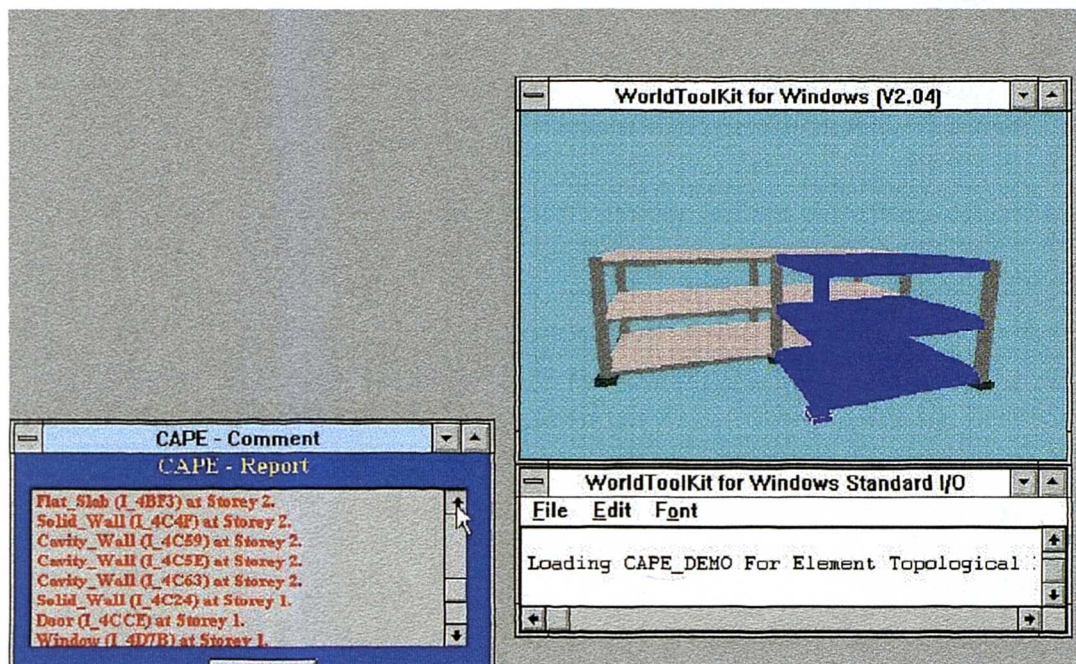 WorldToolKit for Windows (V2.04)
CAPE - Comment
CAPE - Report
Flat_Slab (I_4BF3) at Storey 2.
Solid_Wall (I_4C4F) at Storey 2.
Cavity_Wall (I_4C59) at Storey 2.
Cavity_Wall (I_4C5E) at Storey 2.
Cavity_Wall (I_4C63) at Storey 2.
Solid_Wall (I_4C24) at Storey 1.
Door (I_4CCE) at Storey 1.
Window (I_4D7B) at Storey 1.
WorldToolKit for Windows Standard I/O
File Edit Font
Loading CAPE_DEMO For Element Topological